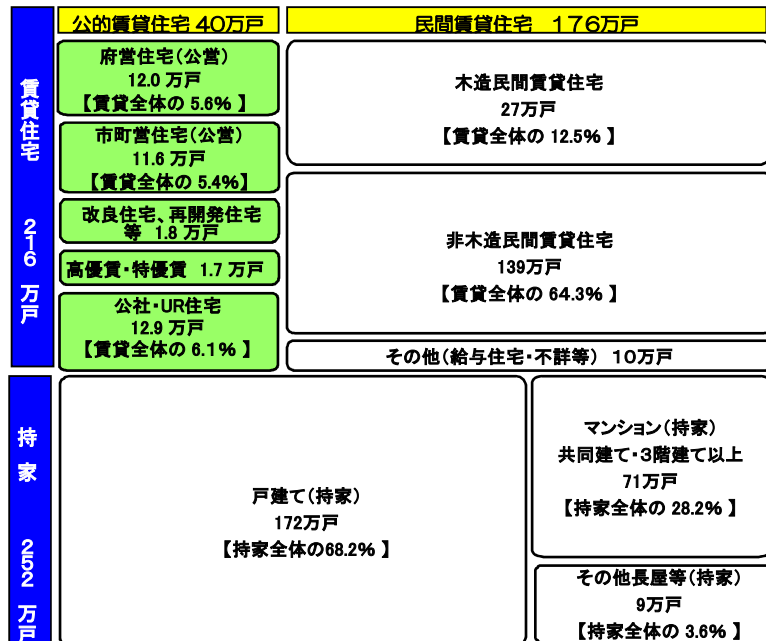 賃貸住宅 216 万戸
公的賃貸住宅 40万戸
府営住宅(公営)
12.0 万戸
【賃貸全体の 5.6% 】
市町営住宅(公営)
11.6 万戸
【賃貸全体の 5.4%】
改良住宅、再開発住宅
等 1.8 万戸
高優賃・特優賃 1.7 万戸
公社・UR住宅
12.9 万戸
【賃貸全体の 6.1% 】
民間賃貸住宅 176万戸
木造民間賃貸住宅
27万戸
【賃貸全体の 12.5% 】
非木造民間賃貸住宅
139万戸
【賃貸全体の 64.3% 】
その他(給与住宅・不詳等) 10万戸
持家 252 万戸
戸建て(持家)
172万戸
【持家全体の68.2% 】
マンション(持家)
共同建て・3階建て以上
71万戸
【持家全体の 28.2% 】
その他長屋等(持家)
9万戸
【持家全体の 3.6% 】